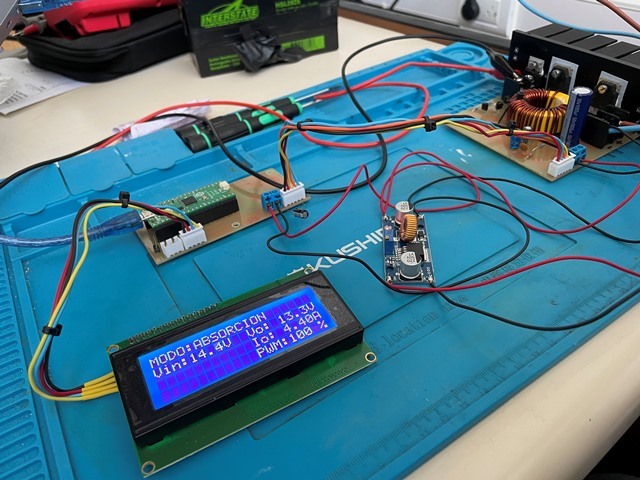 INTERSTATE
MODO:ABSORCION
Vin:14.4V Vo: 13.3V
Io: 4.40A
PWM:100 %